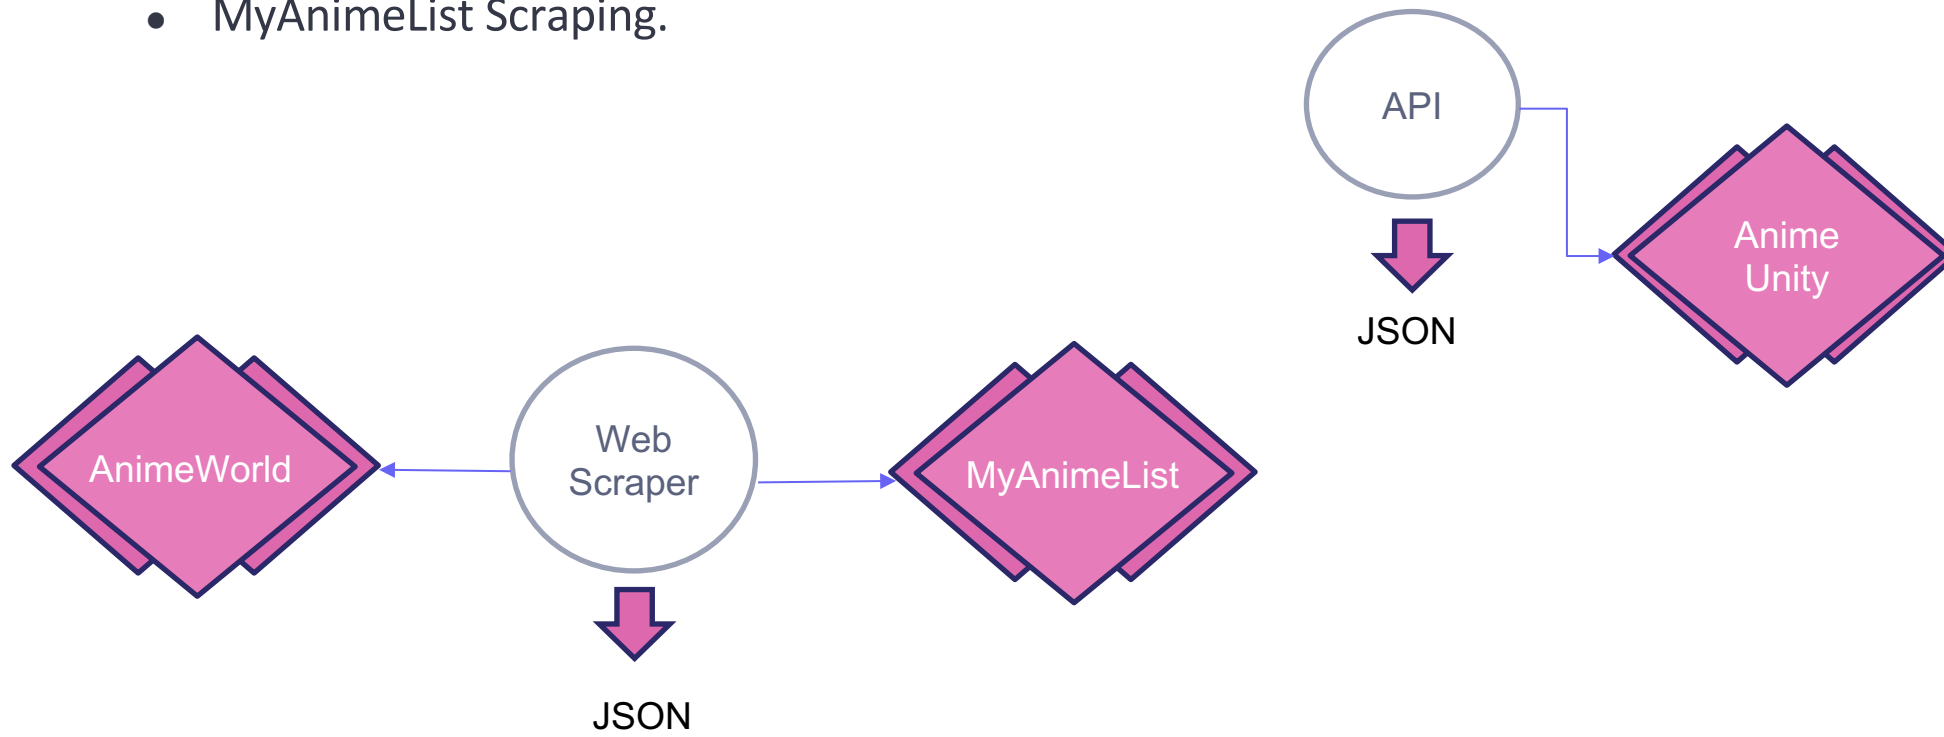 ● MyAnimeList Scraping.
API
Anime
Unity
JSON
AnimeWorld
Web
Scraper
MyAnimeList
JSON